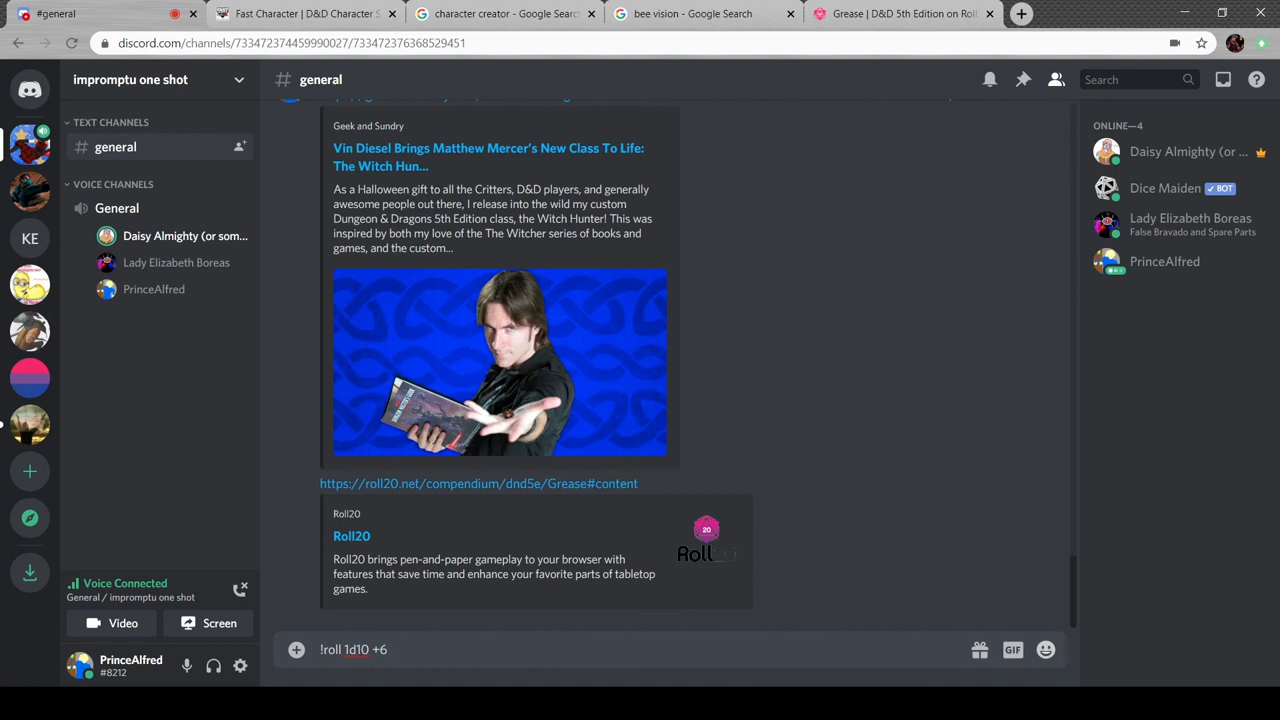 #general
Fast Character | D&D Character S
character creator - Google Search
bee vision - Google Search
Grease | D&D 5th Edition on Roll
discord.com/channels/733472374459990027/733472376368529451
impromptu one shot
# general
Search
TEXT CHANNELS
# general
VOICE CHANNELS
General
Daisy Almighty (or som...
Lady Elizabeth Boreas
PrinceAlfred
KE
Geek and Sundry
Vin Diesel Brings Matthew Mercer's New Class To Life:
The Witch Hun...
As a Halloween gift to all the Critters, D&D players, and generally
awesome people out there, I release into the wild my custom
Dungeon & Dragons 5th Edition class, the Witch Hunter! This was
inspired by both my love of the The Witcher series of books and
games, and the custom...
https://roll20.net/compendium/dnd5e/Grease#content
Roll20
Roll20
Roll20 brings pen-and-paper gameplay to your browser with
features that save time and enhance your favorite parts of tabletop
games.
20
Roll20
!roll 1d10 +6
GIF
ONLINE—4
Daisy Almighty (or ...
Dice Maiden BOT
Lady Elizabeth Boreas
False Bravado and Spare Parts
PrinceAlfred
Voice Connected
General / impromptu one shot
Video
Screen
PrinceAlfred
#8212